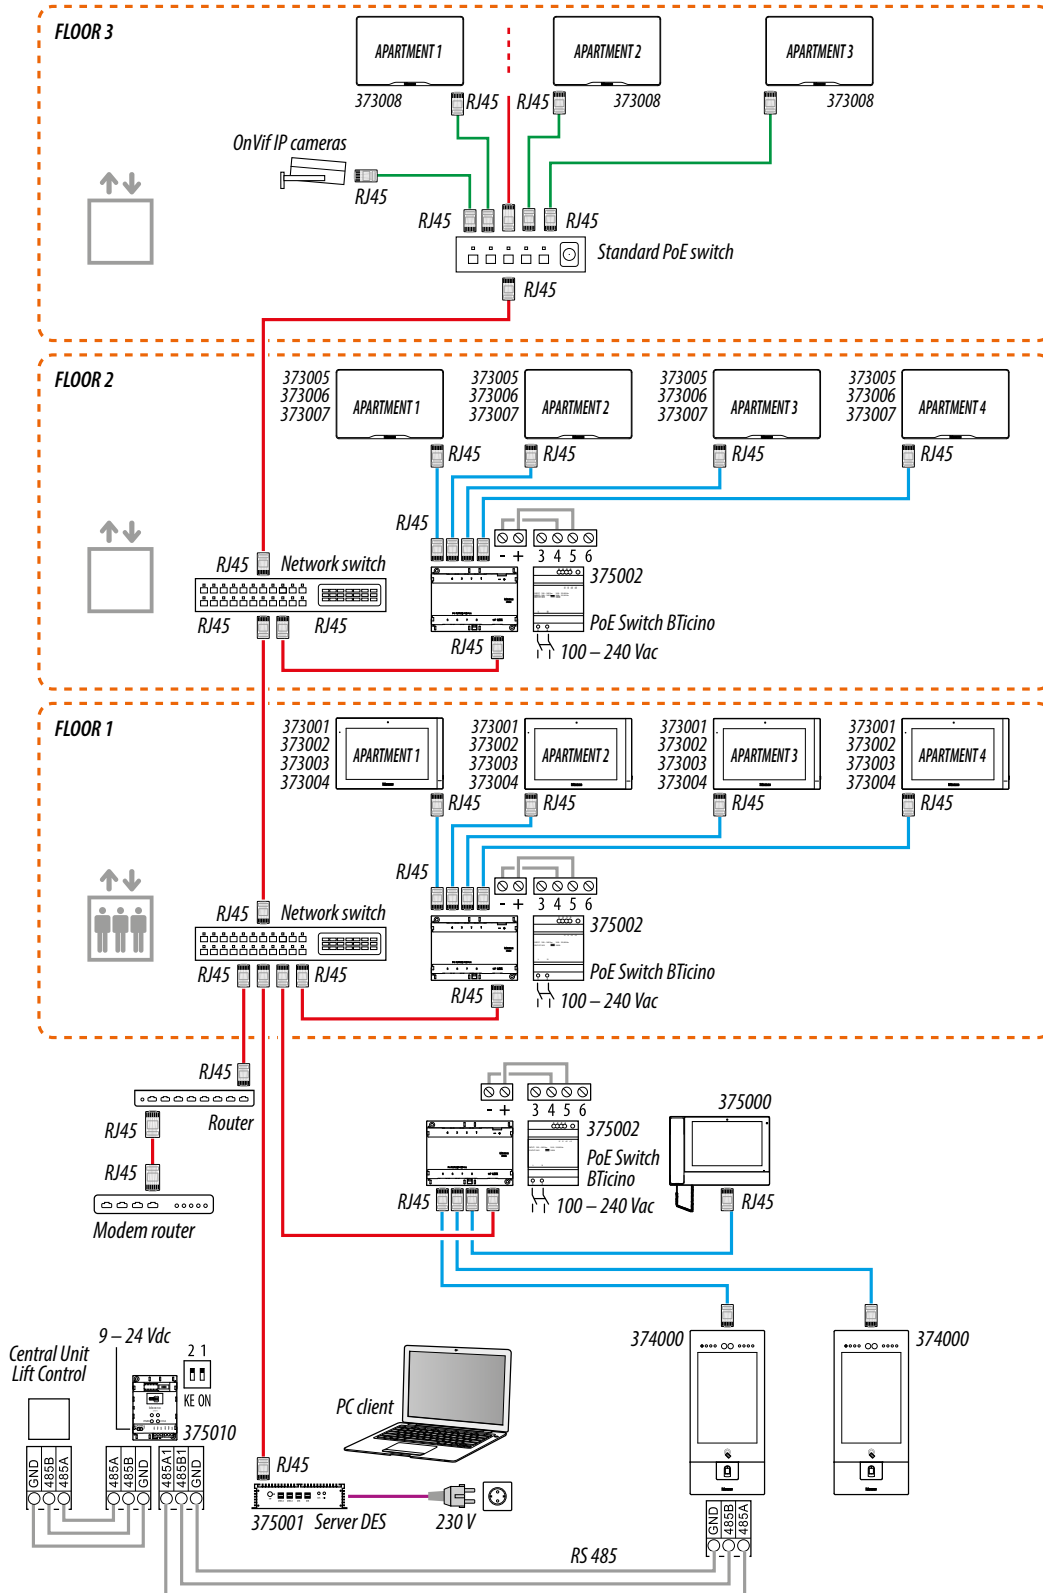 FLOOR 3
APARTMENT 1
APARTMENT 2
APARTMENT 3
373008
RJ45
RJ45
373008
373008
OnVif IP cameras
RJ45
RJ45
RJ45
Standard PoE switch
RJ45
FLOOR 2
373005
373006
373007
APARTMENT 1
373005
373006
373007
APARTMENT 2
373005
373006
373007
APARTMENT 3
373005
373006
373007
APARTMENT 4
RJ45
RJ45
RJ45
RJ45
RJ45
- +
3 4 5 6
RJ45
Network switch
375002
RJ45
RJ45
PoE Switch BTicino
RJ45
100 – 240 Vac
FLOOR 1
373001
373002
373003
373004
APARTMENT 1
373001
373002
373003
373004
APARTMENT 2
373001
373002
373003
373004
APARTMENT 3
373001
373002
373003
373004
APARTMENT 4
RJ45
RJ45
RJ45
RJ45
RJ45
- +
3 4 5 6
RJ45
Network switch
375002
RJ45
RJ45
PoE Switch BTicino
RJ45
100 – 240 Vac
RJ45
Router
RJ45
RJ45
Modem router
- +
3 4 5 6
375002
PoE Switch
BTicino
RJ45
100 – 240 Vac
375000
RJ45
374000
374000
9 – 24 Vdc
Central Unit
Lift Control
2 1
KE ON
375010
PC client
GND
485B
485A
485A
485B
GND
485A1
485B1
GND
RJ45
375001
Server DES
230 V
GND
485B
485A
RS 485